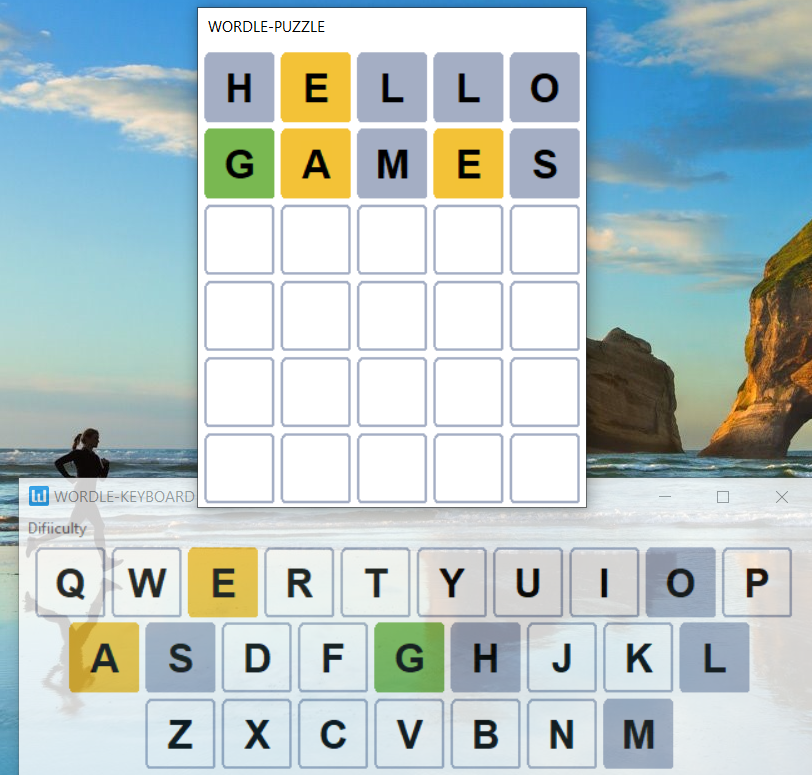 WORDLE-PUZZLE
H E L L O
G A M E S
WORDLE-KEYBOARD
Difiiculty
Q W E R T Y U I O P
A S D F G H J K L
Z X C V B N M